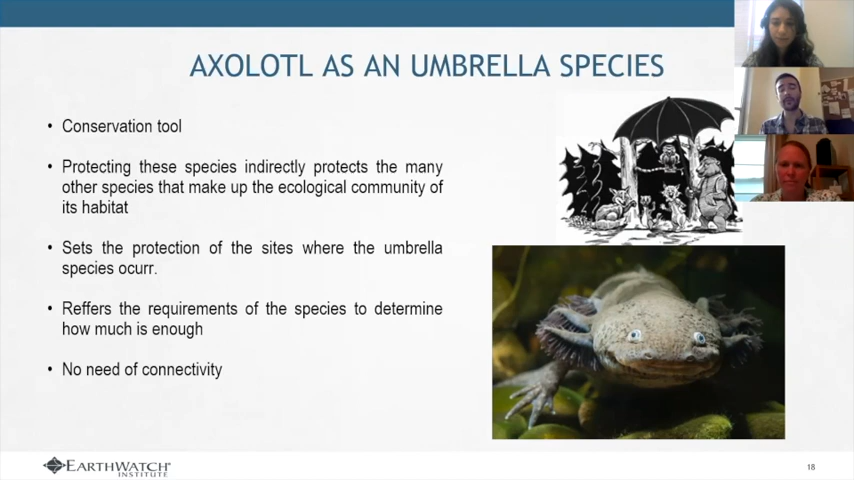 AXOLOTL AS AN UMBRELLA SPECIES
• Conservation tool
• Protecting these species indirectly protects the many
other species that make up the ecological community of
its habitat
• Sets the protection of the sites where the umbrella
species ocurr.
• Reffers the requirements of the species to determine
how much is enough
• No need of connectivity
EARTHWATCH
INSTITUTE
18